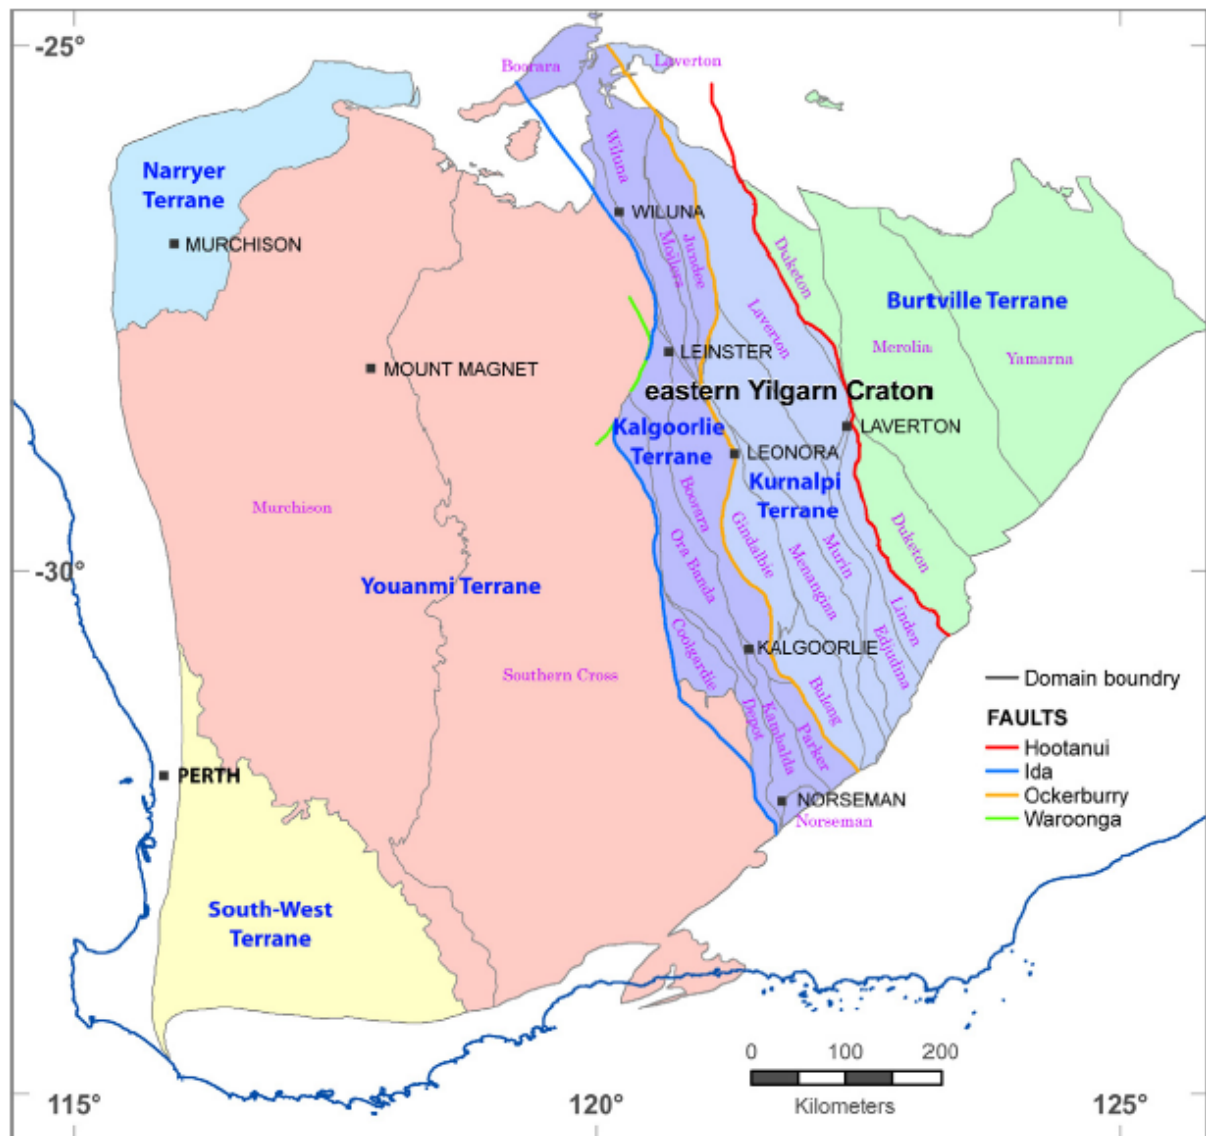 -25°
Boorara
Laverton
Narryer
Terrane
Wiluna
WILUNA
MURCHISON
Moilers
Jundee
Duketon
Burtville Terrane
Laverton
Merolia
Yamarna
LEINSTER
MOUNT MAGNET
eastern Yilgarn Craton
Kalgoorlie
Terrane
LAVERTON
LEONORA
Kurnalpi
Terrane
Boorara
Murchison
Gindalbie
Duketon
Ora Banda
Murin
Menangina
-30°
Youanmi Terrane
Linden
Edjudina
Coolgardie
KALGOORLIE
Southern Cross
Bulong
Depot
Kambalda
Parker
Domain boundry
FAULTS
Hootanui
Ida
Ockerburry
Waroonga
PERTH
NORSEMAN
Norseman
South-West
Terrane
0 100 200
Kilometers
115° 120° 125°